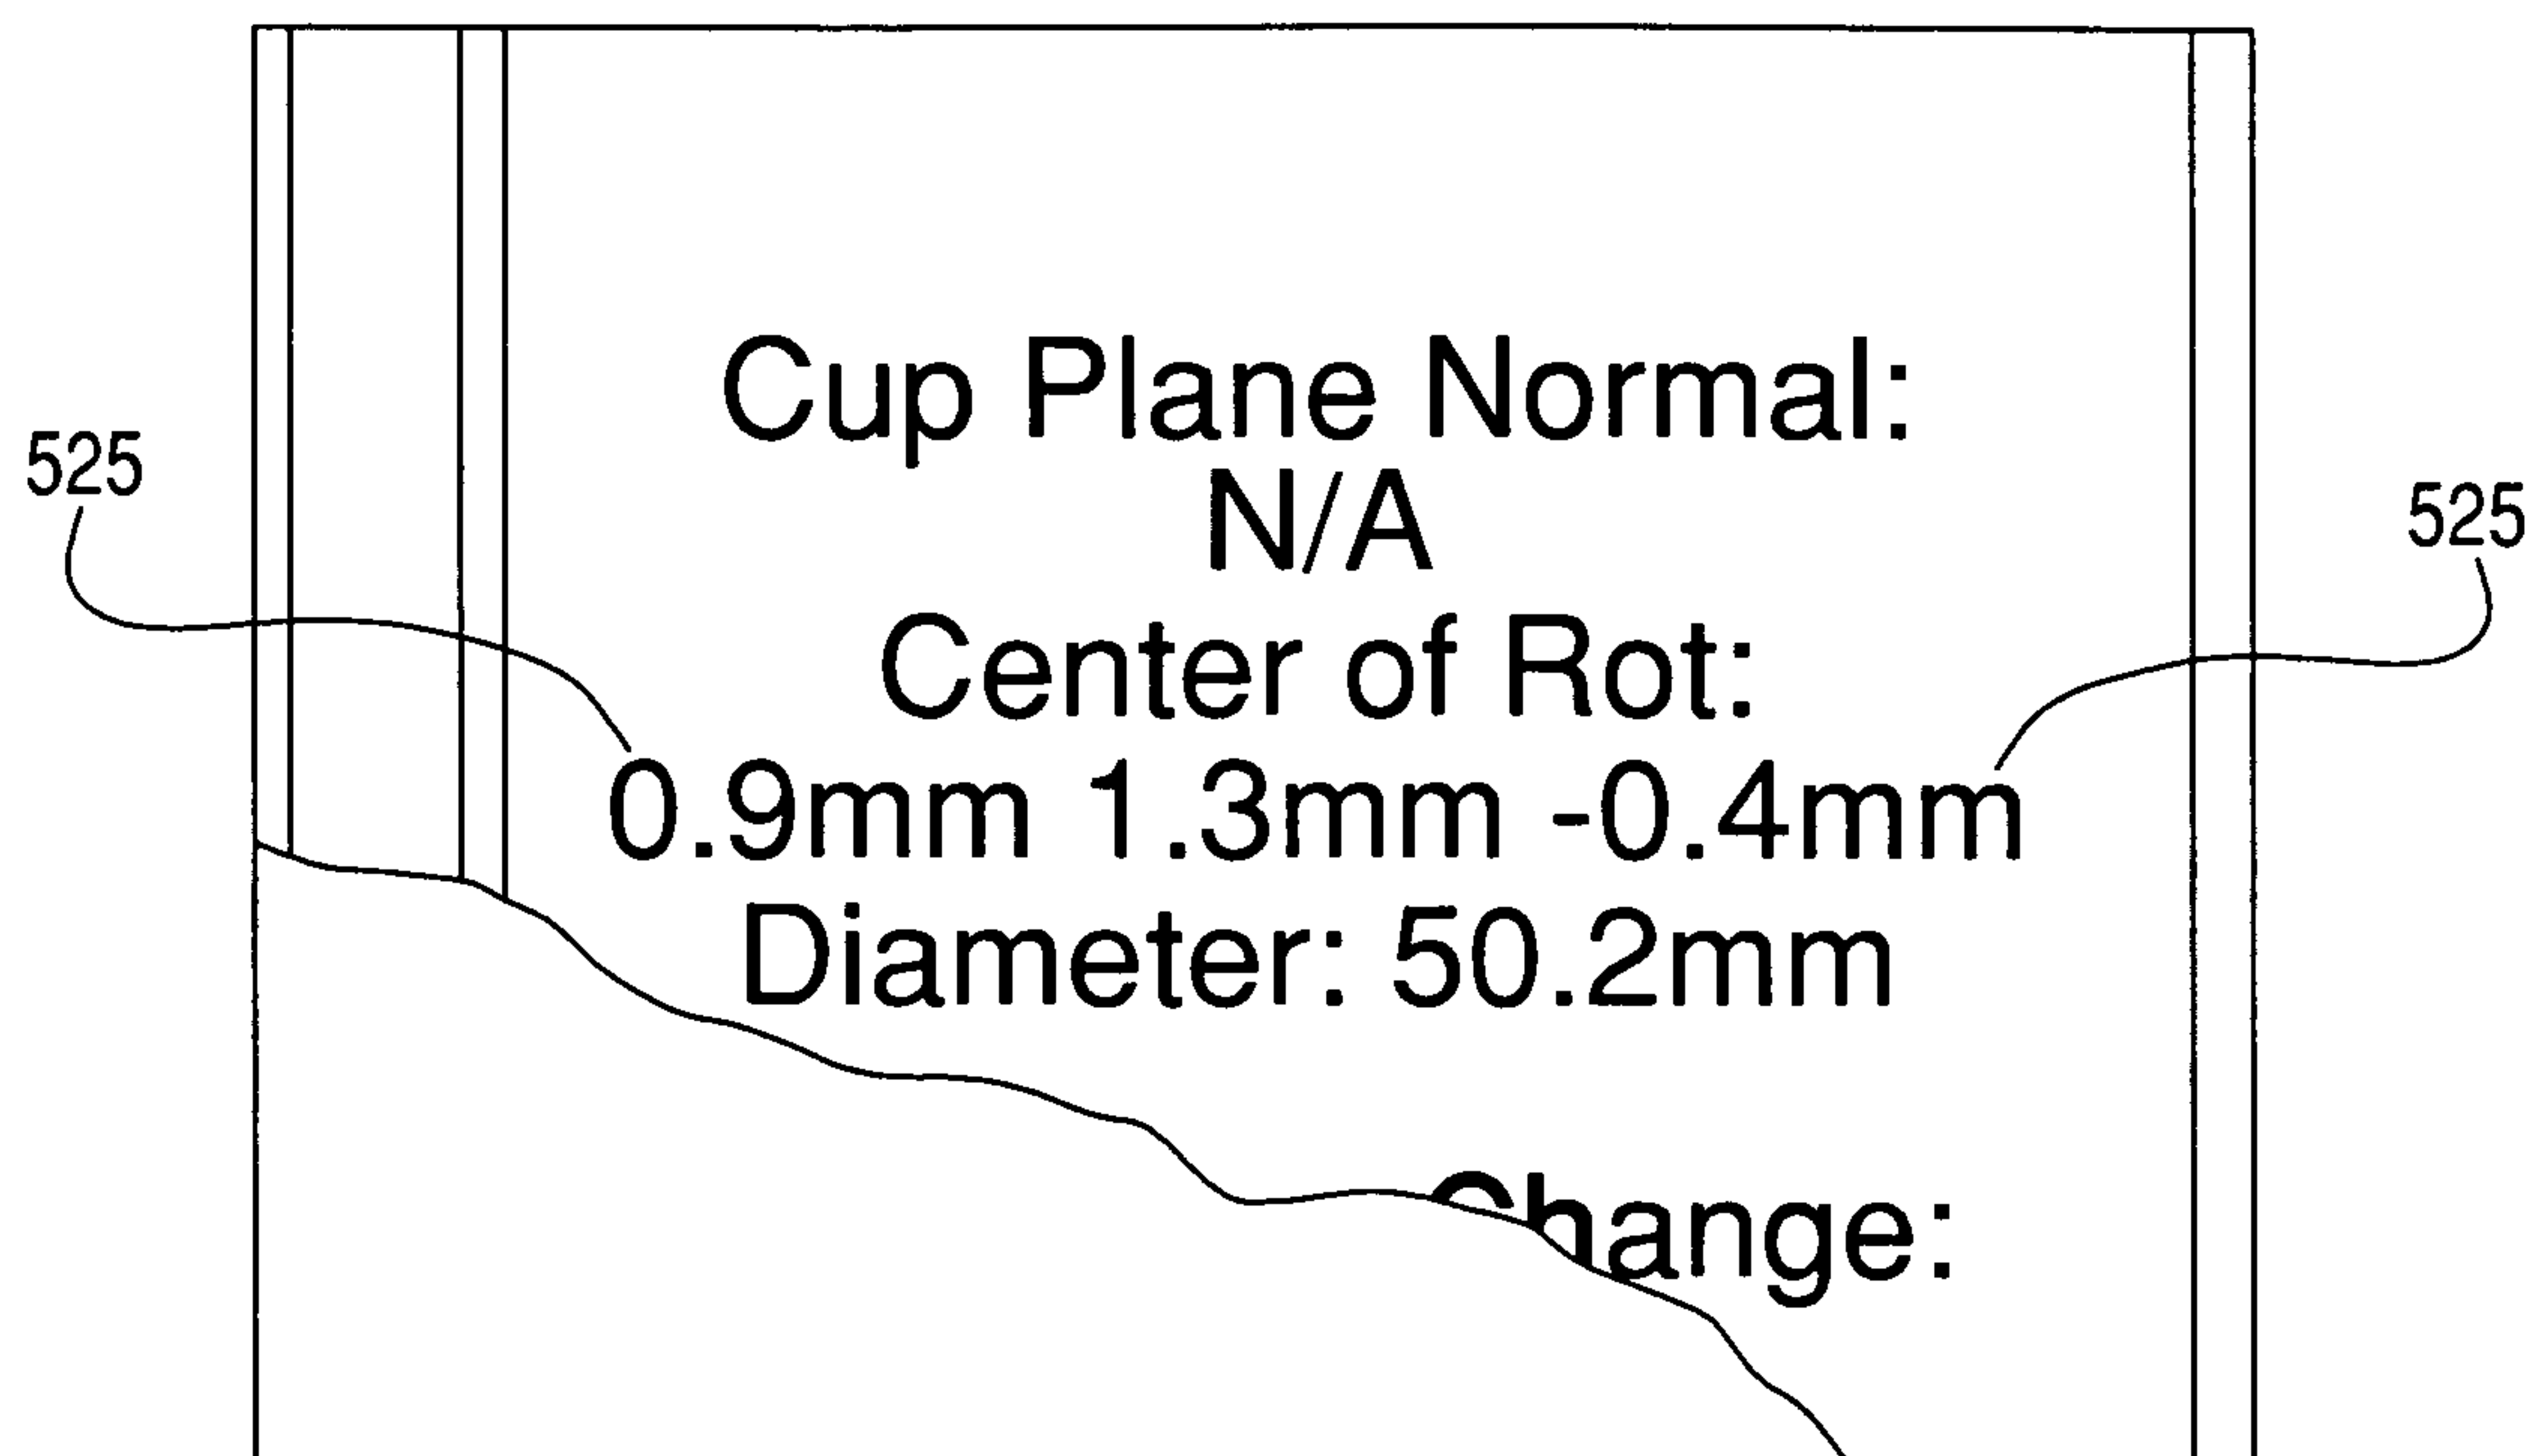 Cup Plane Normal:
525
N/A
525
Center of Rot:
0.9mm 1.3mm -0.4mm
Diameter: 50.2mm
Change: